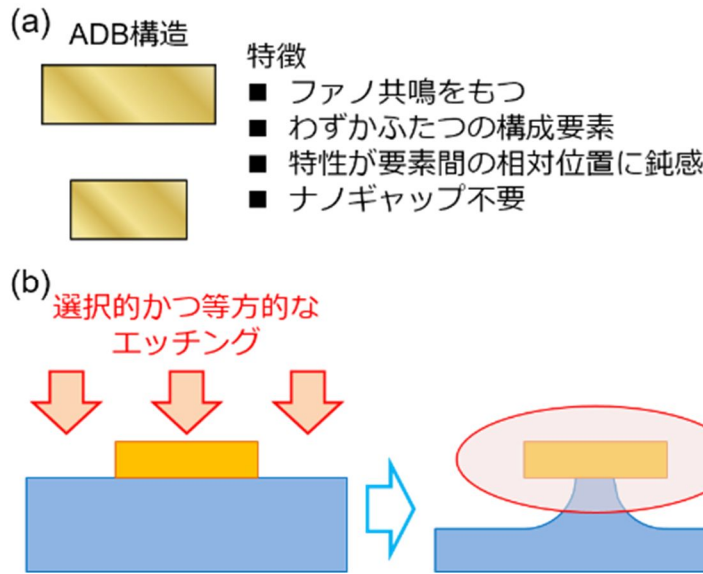 (a)
ADB構造
特徴
■ ファノ共鳴をもつ
■ わずかふたつの構成要素
■ 特性が要素間の相対位置に鈍感
■ ナノギャップ不要
(b)
選択的かつ等方的な
エッチング